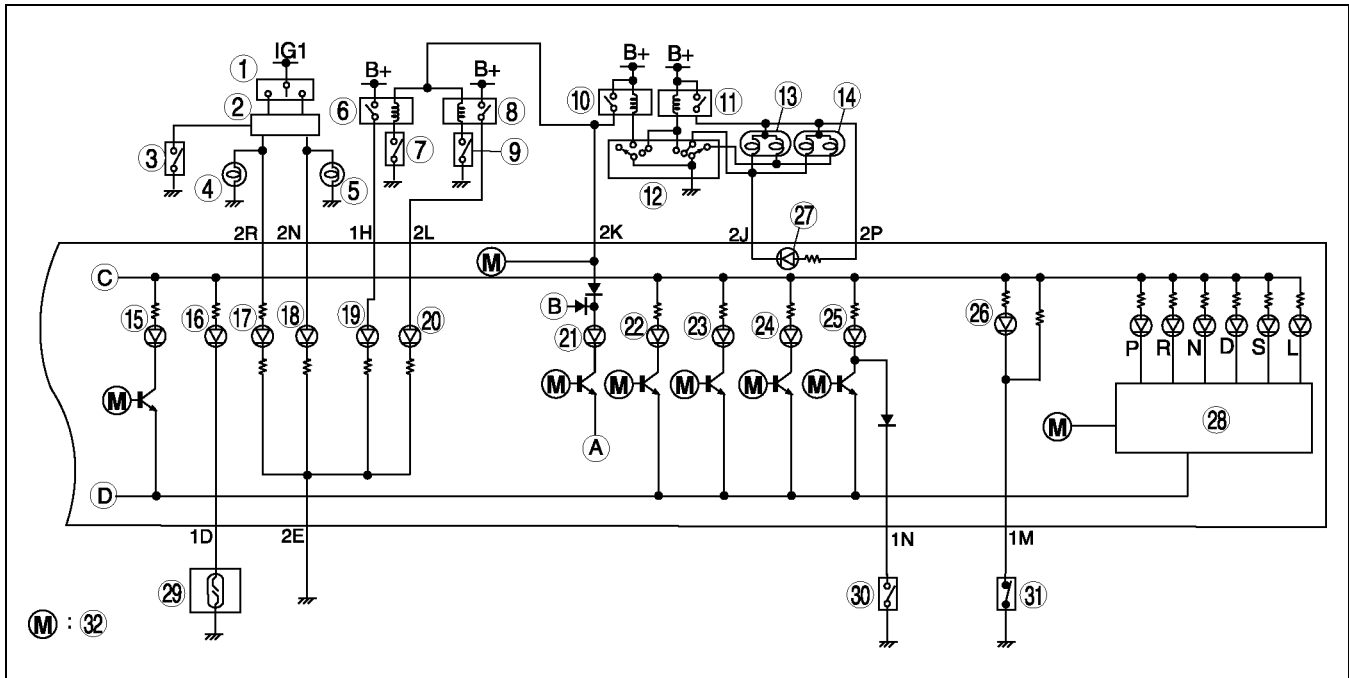 IG1
B+ B+ B+ B+
1 2 3 4 5 6 7 8 9 10 11 12 13 14
2R 2N 1H 2L 2K 2J 27 2P
M
C
B
15 16 17 18 19 20 21 22 23 24 25 26
P R N D S L
M M M M M M
M 28
A
D
1D 2E 1N 1M
29 30 31
M : 32